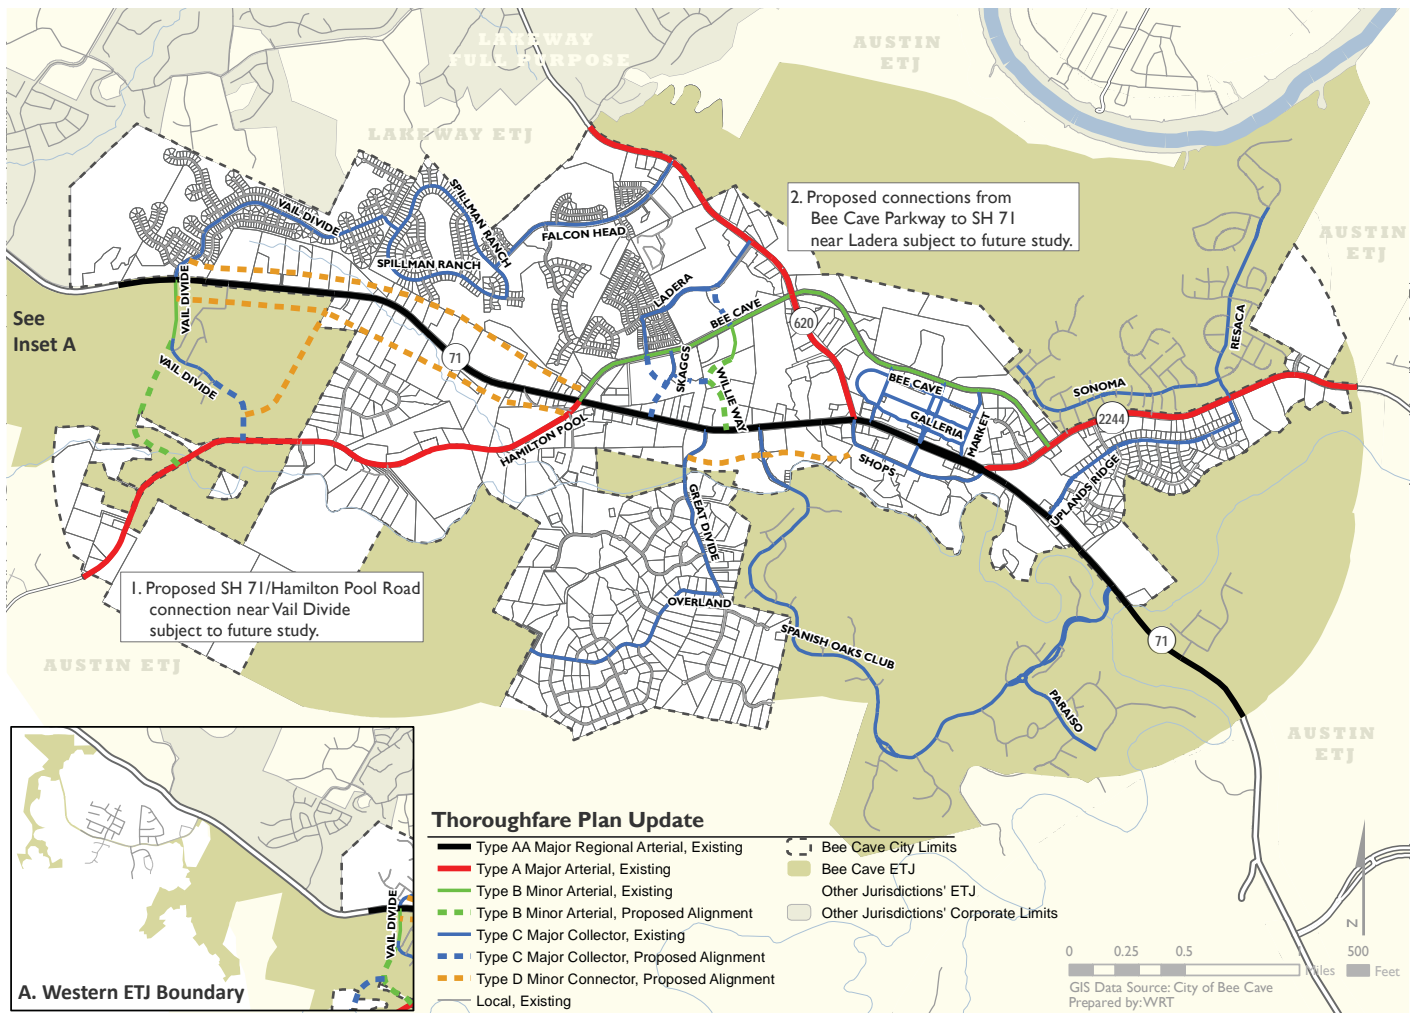 LAKEWAY
FULL PURPOSE
AUSTIN
ETJ
LAKEWAY ETJ
2. Proposed connections from
Bee Cave Parkway to SH 71
near Ladera subject to future study.
AUSTIN
ETJ
VAIL DIVIDE
SPILLMAN RANCH
FALCON HEAD
SPILLMAN RANCH
VAIL DIVIDE
LADERA
BEE CAVE
RESACA
See
Inset A
620
71
VAIL DIVIDE
SKAGGS
WILLIE WAY
BEE CAVE
SONOMA
GALLERIA
MARKET
2244
HAMILTON POOL
SHOPS
UPLANDS RIDGE
GREAT DIVIDE
1. Proposed SH 71/Hamilton Pool Road
connection near Vail Divide
subject to future study.
OVERLAND
SPANISH OAKS CLUB
71
AUSTIN ETJ
PARAISO
AUSTIN
ETJ
VAIL DIVIDE
A. Western ETJ Boundary
Thoroughfare Plan Update
Type AA Major Regional Arterial, Existing
Type A Major Arterial, Existing
Type B Minor Arterial, Existing
Type B Minor Arterial, Proposed Alignment
Type C Major Collector, Existing
Type C Major Collector, Proposed Alignment
Type D Minor Connector, Proposed Alignment
Local, Existing
Bee Cave City Limits
Bee Cave ETJ
Other Jurisdictions' ETJ
Other Jurisdictions' Corporate Limits
N
0 0.25 0.5 1 Miles
500 Feet
GIS Data Source: City of Bee Cave
Prepared by: WRT